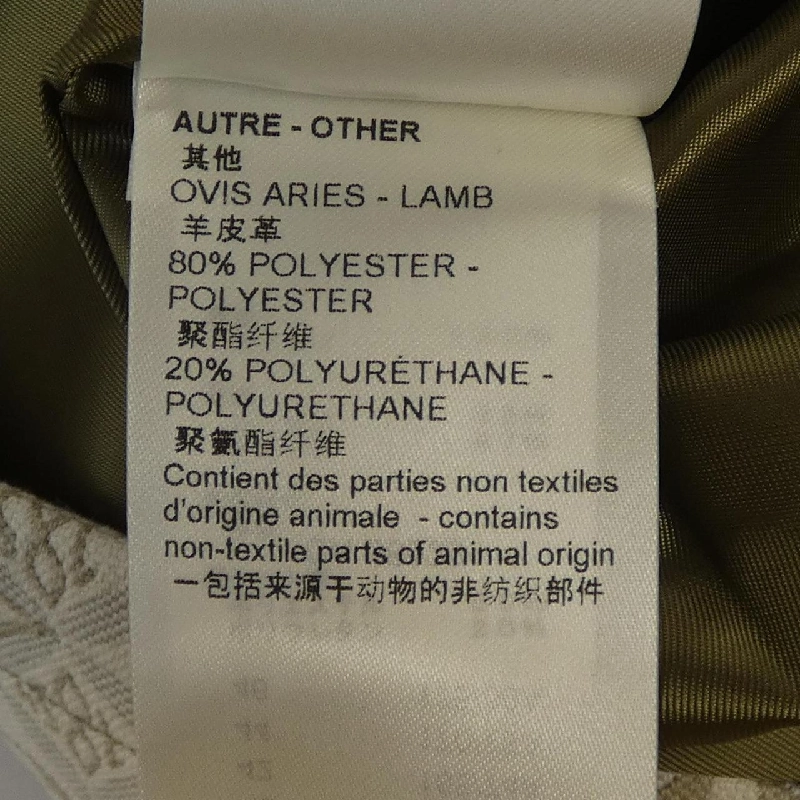 AUTRE - OTHER
其他
OVIS ARIES - LAMB
羊皮革
80% POLYESTER -
POLYESTER
聚酯纤维
20% POLYURÉTHANE -
POLYURETHANE
聚氨酯纤维
Contient des parties non textiles
d'origine animale - contains
non-textile parts of animal origin
一包括来源于动物的非纺织部件